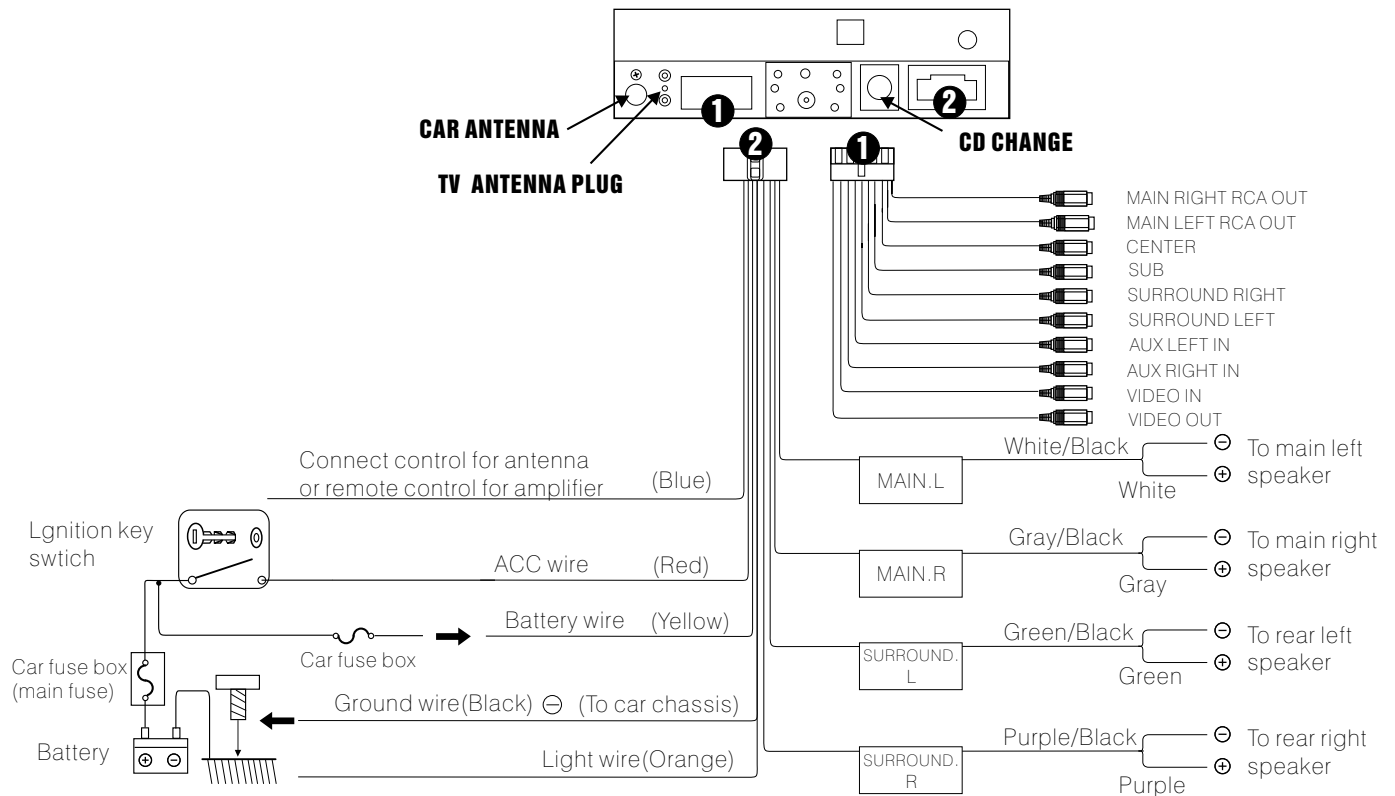 CAR ANTENNA
TV ANTENNA PLUG
1
2
CD CHANGE
2
1
MAIN RIGHT RCA OUT
MAIN LEFT RCA OUT
CENTER
SUB
SURROUND RIGHT
SURROUND LEFT
AUX LEFT IN
AUX RIGHT IN
VIDEO IN
VIDEO OUT
Connect control for antenna
or remote control for amplifier (Blue)
Lgnition key
swtich
ACC wire (Red)
Battery wire (Yellow)
Car fuse box
Car fuse box
(main fuse)
Ground wire(Black) ⊖ (To car chassis)
Battery
⊕ ⊖
Light wire(Orange)
MAIN.L
White/Black
White
⊖ To main left
⊕ speaker
MAIN.R
Gray/Black
Gray
⊖ To main right
⊕ speaker
SURROUND.
L
Green/Black
Green
⊖ To rear left
⊕ speaker
SURROUND.
R
Purple/Black
Purple
⊖ To rear right
⊕ speaker